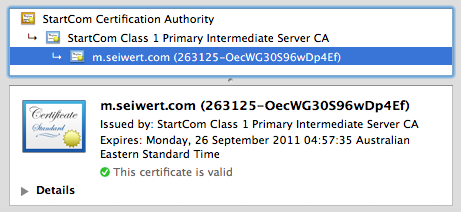 StartCom Certification Authority
StartCom Class 1 Primary Intermediate Server CA
m.seiwert.com (263125-OecWG30S96wDp4Ef)
Certificate
Standard
m.seiwert.com (263125-OecWG30S96wDp4Ef)
Issued by: StartCom Class 1 Primary Intermediate Server CA
Expires: Monday, 26 September 2011 04:57:35 Australian
Eastern Standard Time
This certificate is valid
Details